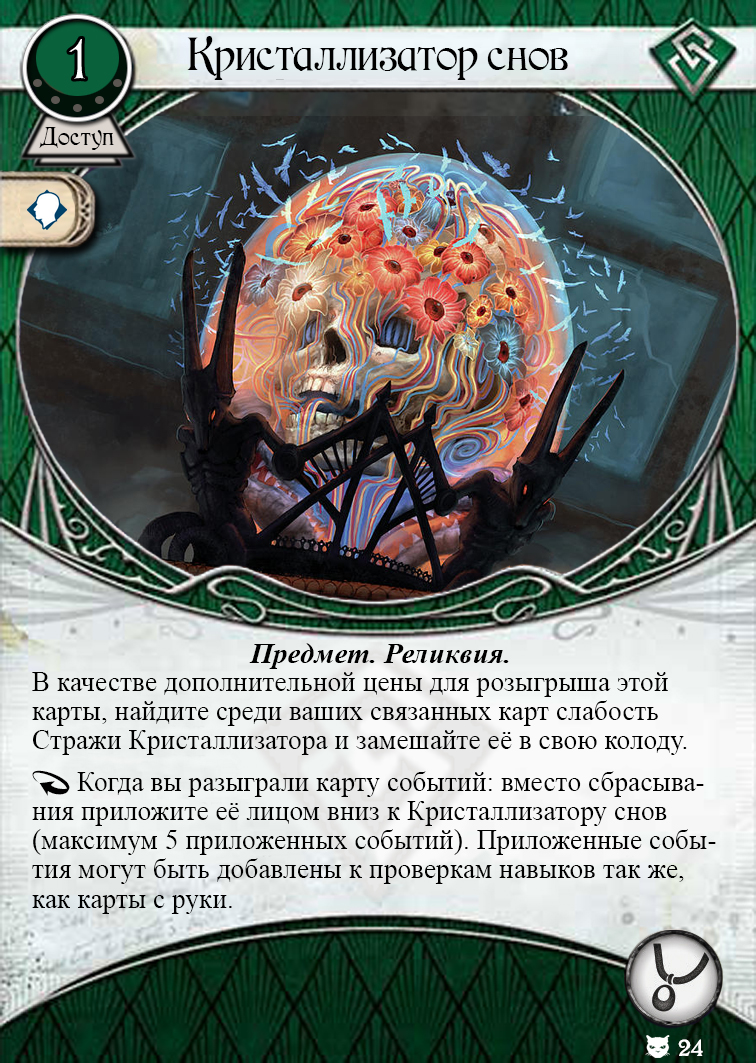 1
Кристаллизатор снов
Доступ
Предмет. Реликвия.
В качестве дополнительной цены для розыгрыша этой
карты, найдите среди ваших связанных карт слабость
Стражи Кристаллизатора и замешайте её в свою колоду.
Когда вы разыграли карту событий: вместо сбрасыва-
ния приложите её лицом вниз к Кристаллизатору снов
(максимум 5 приложенных событий). Приложенные собы-
тия могут быть добавлены к проверкам навыков так же,
как карты с руки.
24